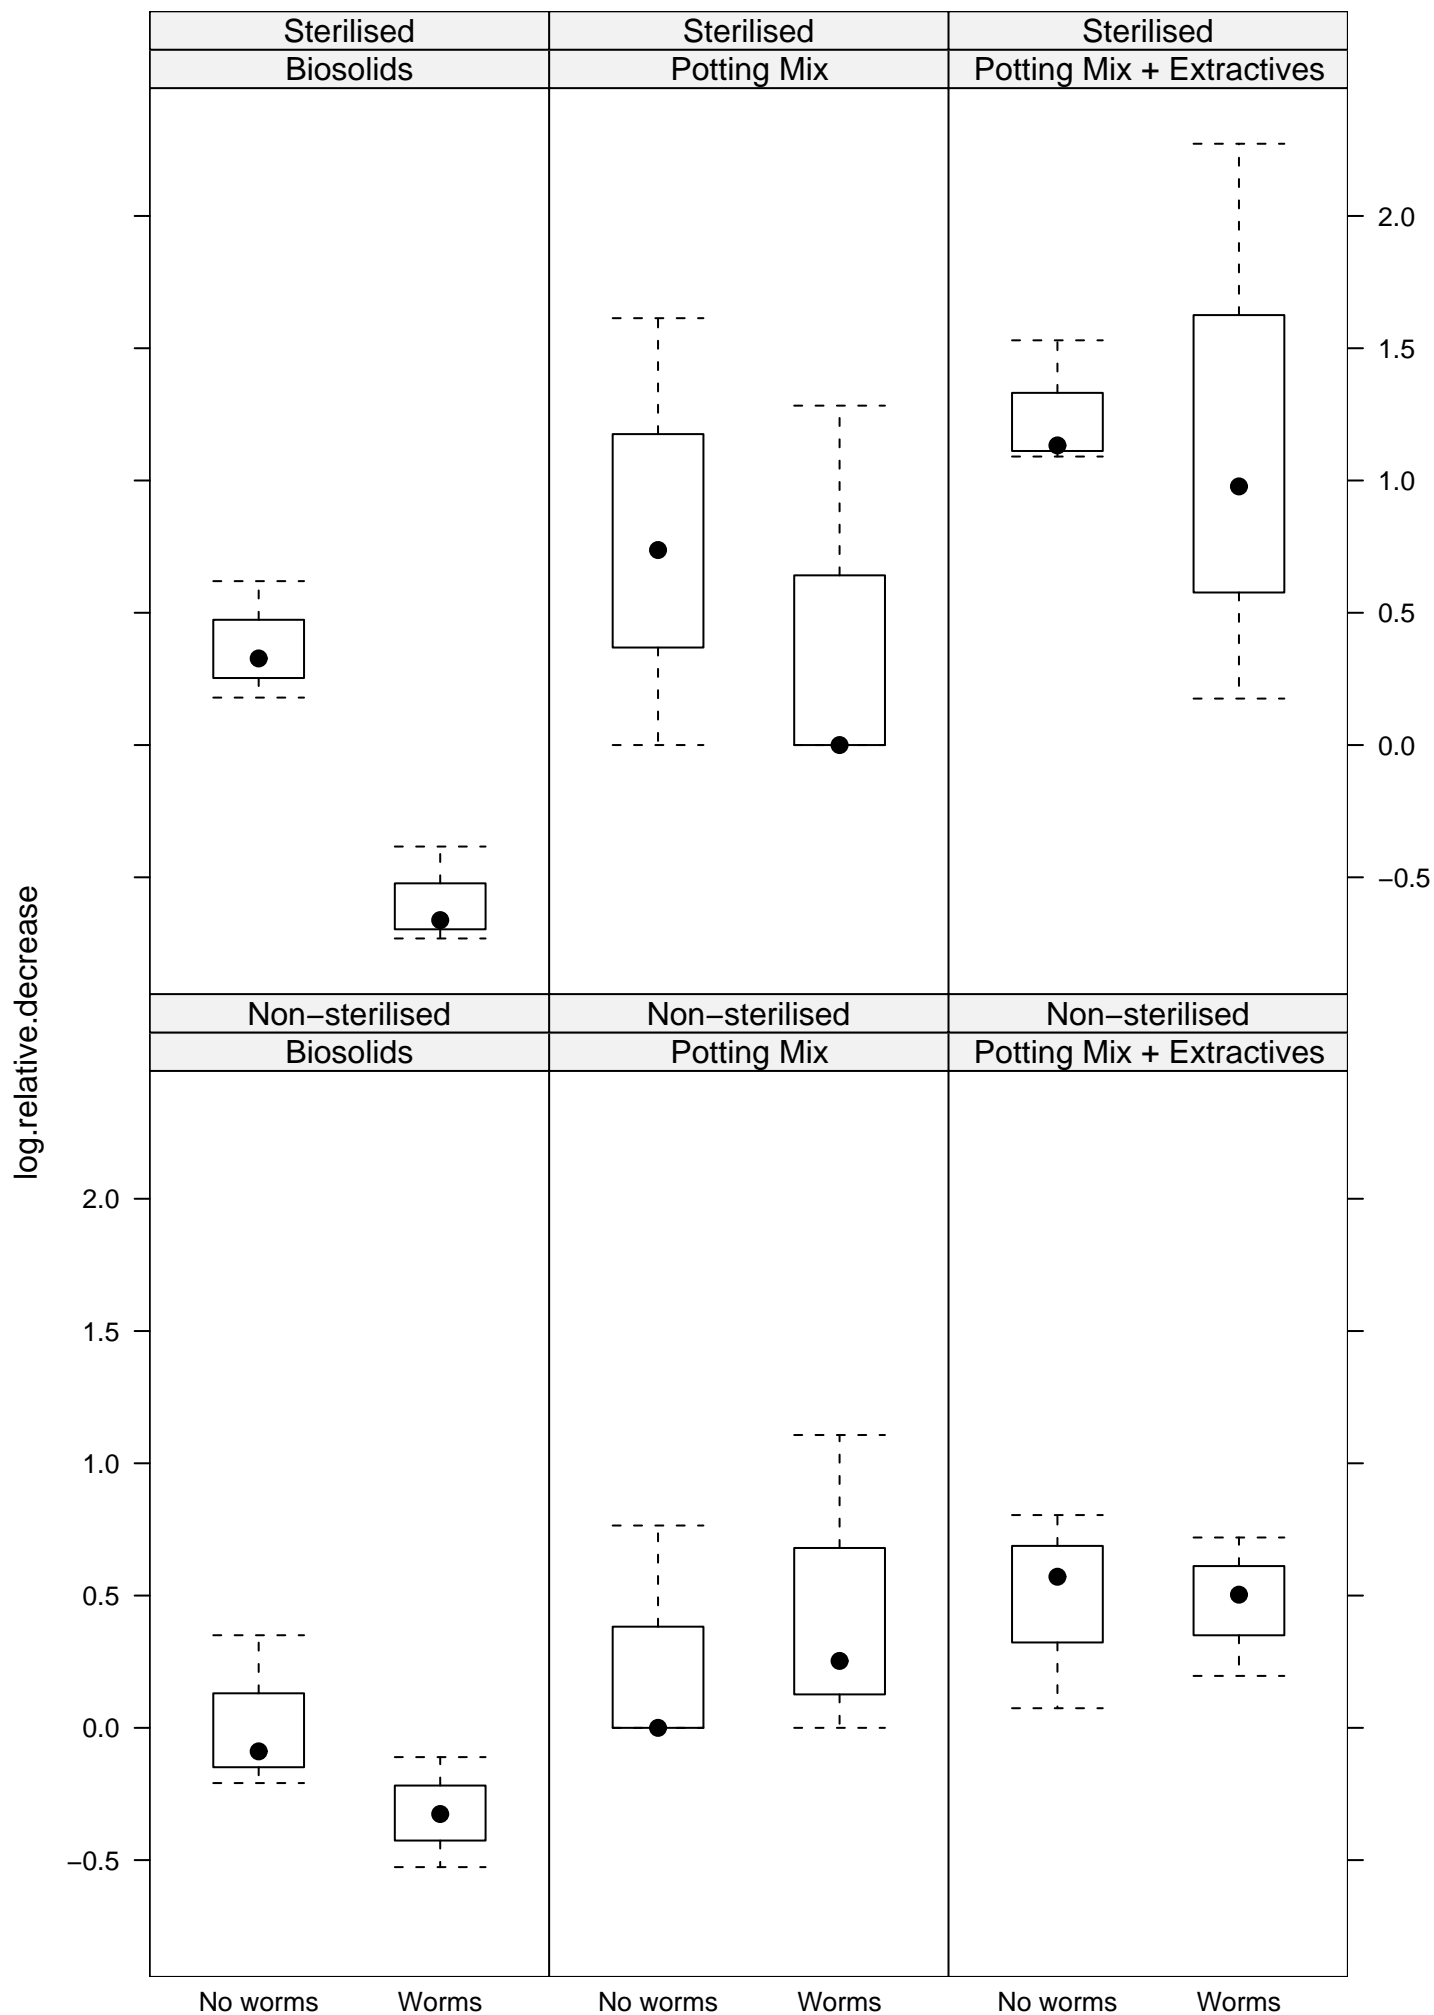 Sterilised Sterilised Sterilised
Biosolids Potting Mix Potting Mix + Extractives
2.0
1.5
1.0
0.5
0.0
−0.5
log.relative.decrease
Non−sterilised Non−sterilised Non−sterilised
Biosolids Potting Mix Potting Mix + Extractives
2.0
1.5
1.0
0.5
0.0
−0.5
No worms Worms No worms Worms No worms Worms